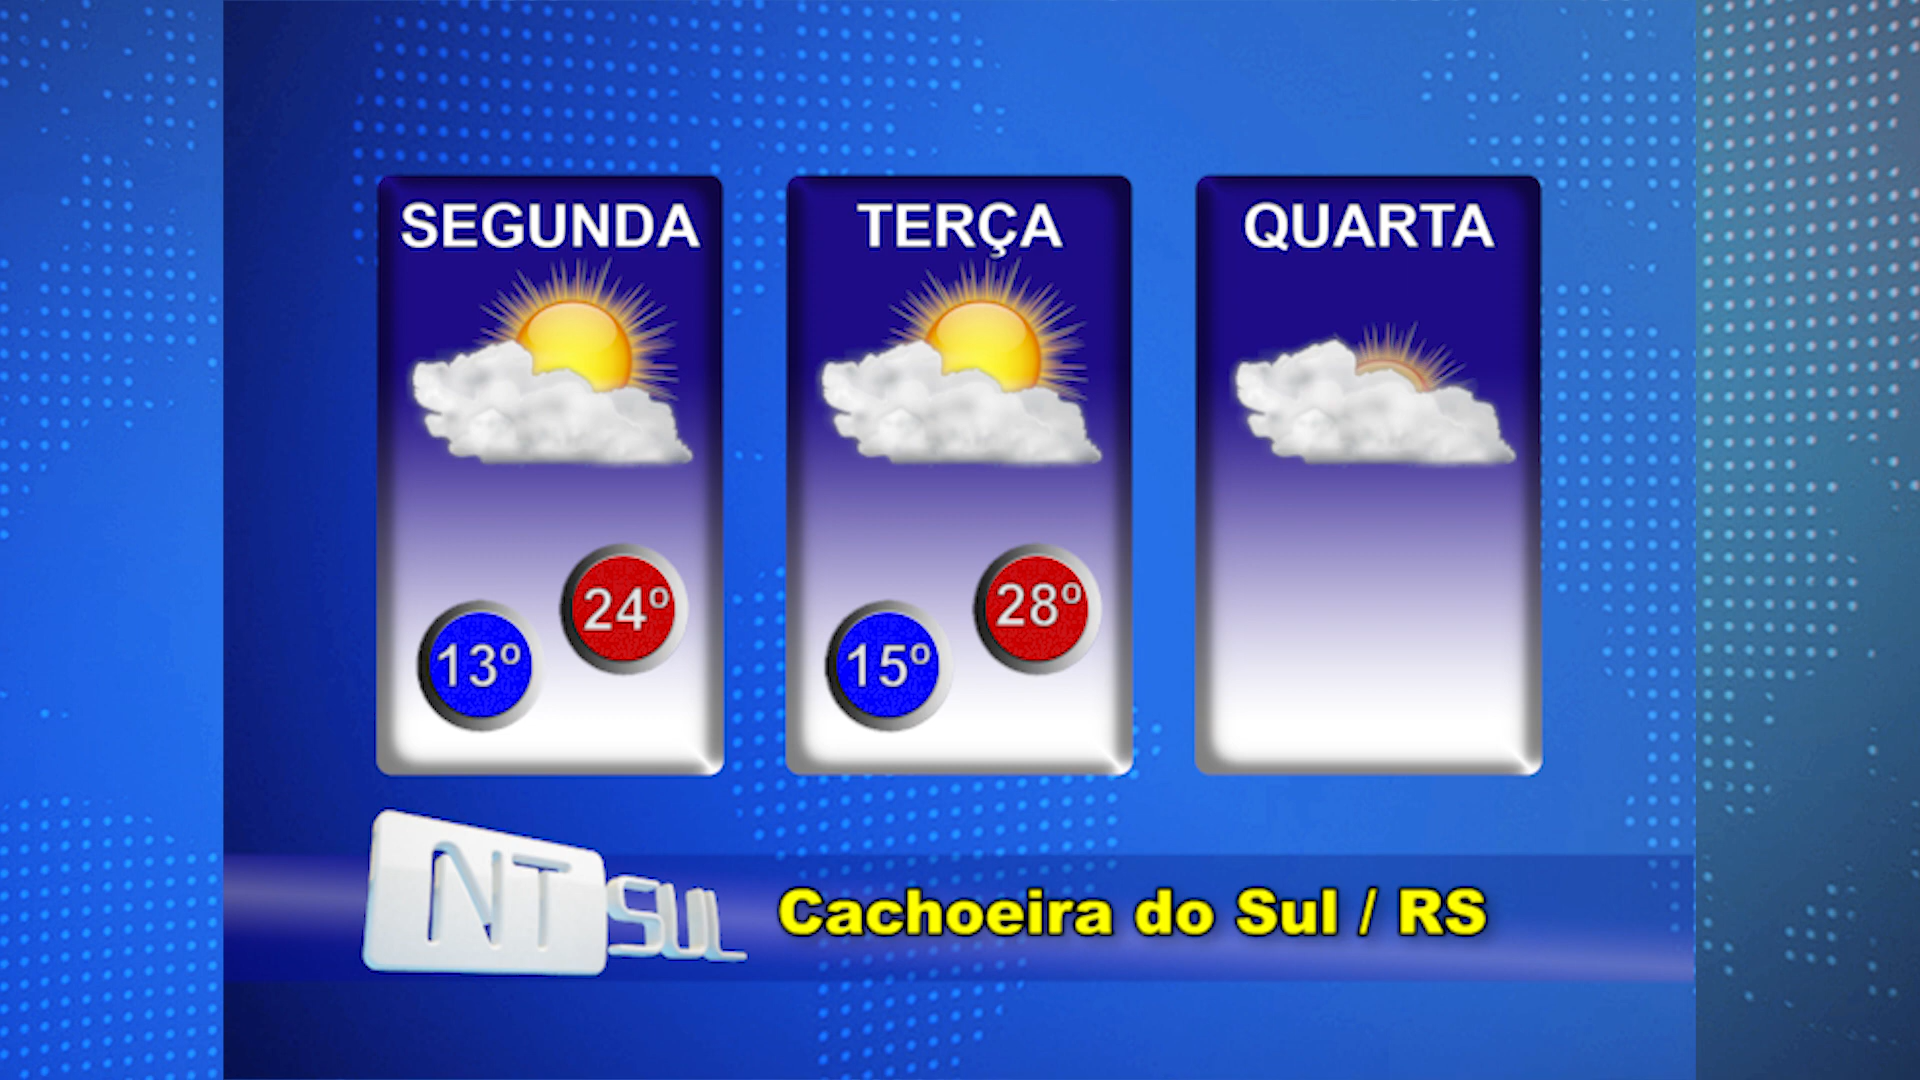 SEGUNDA
TERÇA
QUARTA
24º
13º
28º
15º
NT SUL
Cachoeira do Sul / RS